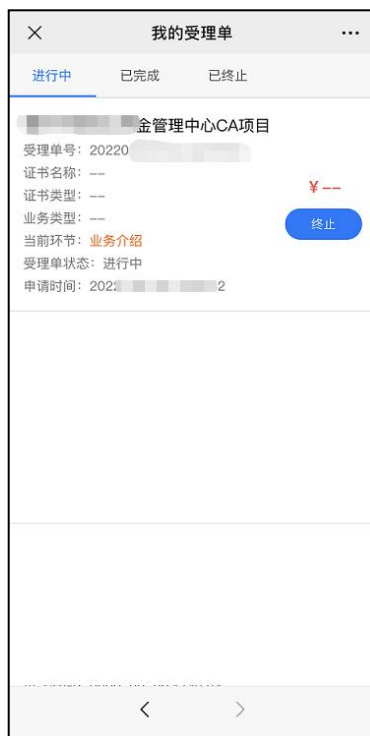 我的受理单
进行中 已完成 已终止
金管理中心CA项目
受理单号：20220
证书名称：--
¥ --
证书类型：--
业务类型：--
终止
当前环节：业务介绍
受理单状态：进行中
申请时间：202 2